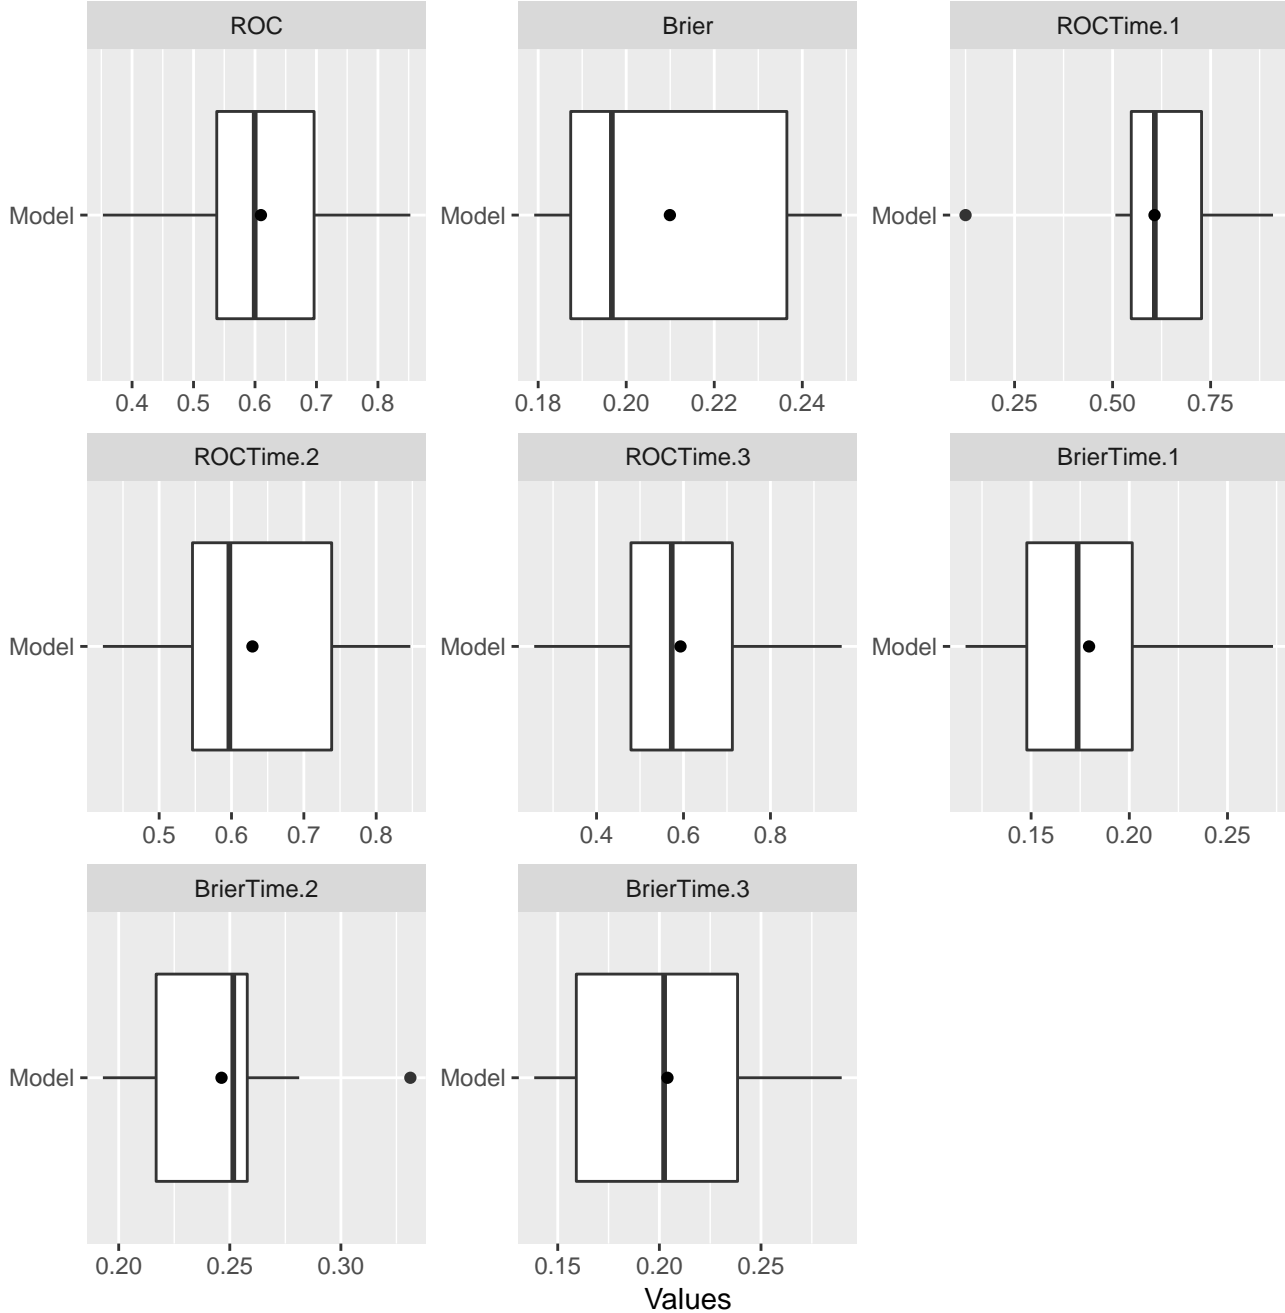 ROC
Brier
ROCTime.1
Model
Model
Model
0.4 0.5 0.6 0.7 0.8
0.18 0.20 0.22 0.24
0.25 0.50 0.75
ROCTime.2
ROCTime.3
BrierTime.1
Model
Model
Model
0.5 0.6 0.7 0.8
0.4 0.6 0.8
0.15 0.20 0.25
BrierTime.2
BrierTime.3
Model
Model
0.20 0.25 0.30
0.15 0.20 0.25
Values